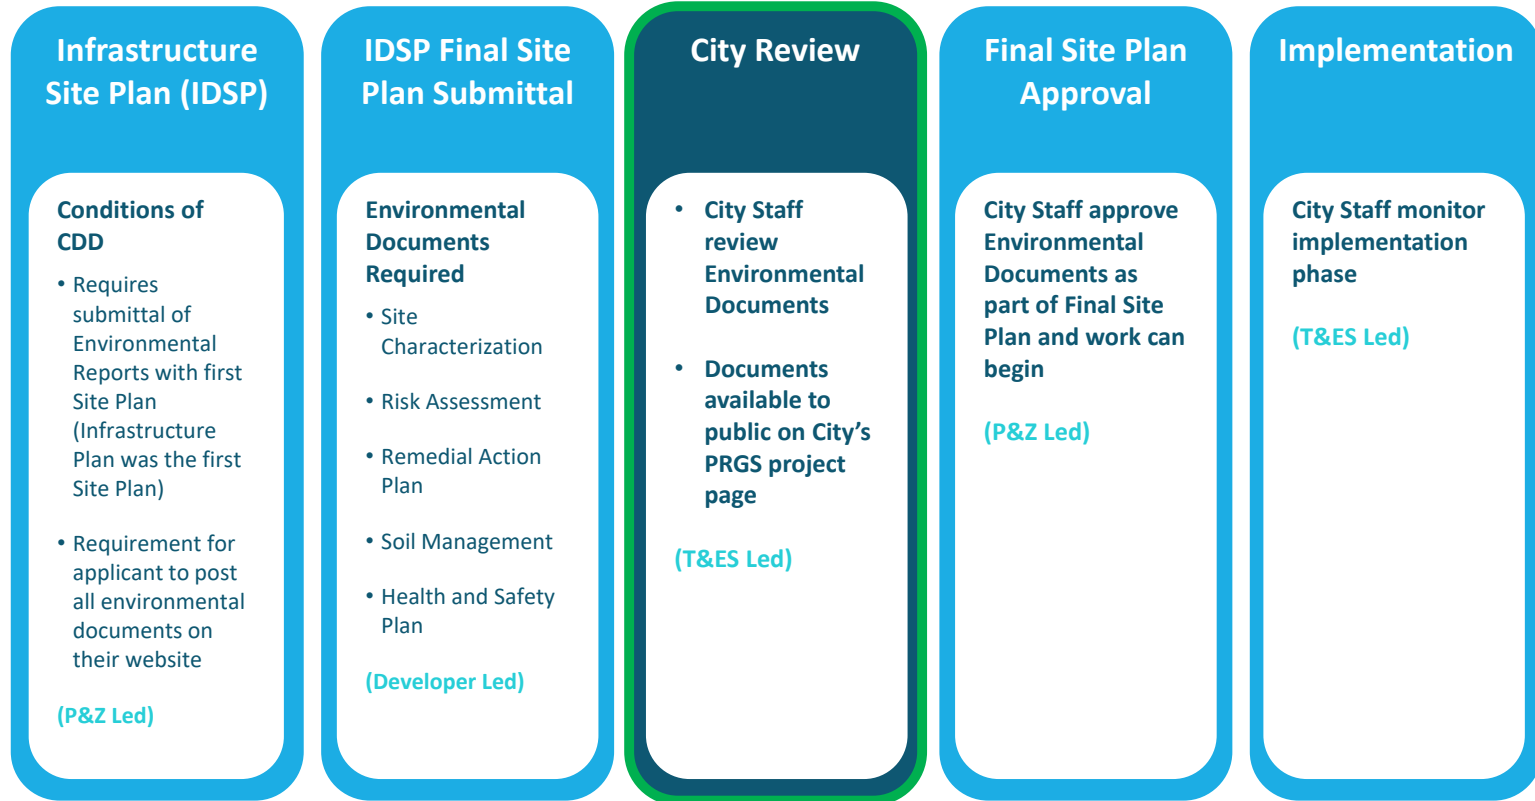 Infrastructure
Site Plan (IDSP)
Conditions of
CDD
• Requires
submittal of
Environmental
Reports with first
Site Plan
(Infrastructure
Plan was the first
Site Plan)
• Requirement for
applicant to post
all environmental
documents on
their website
(P&Z Led)
IDSP Final Site
Plan Submittal
Environmental
Documents
Required
• Site
Characterization
• Risk Assessment
• Remedial Action
Plan
• Soil Management
• Health and Safety
Plan
(Developer Led)
City Review
• City Staff
review
Environmental
Documents
• Documents
available to
public on City’s
PRGS project
page
(T&ES Led)
Final Site Plan
Approval
City Staff approve
Environmental
Documents as
part of Final Site
Plan and work can
begin
(P&Z Led)
Implementation
City Staff monitor
implementation
phase
(T&ES Led)